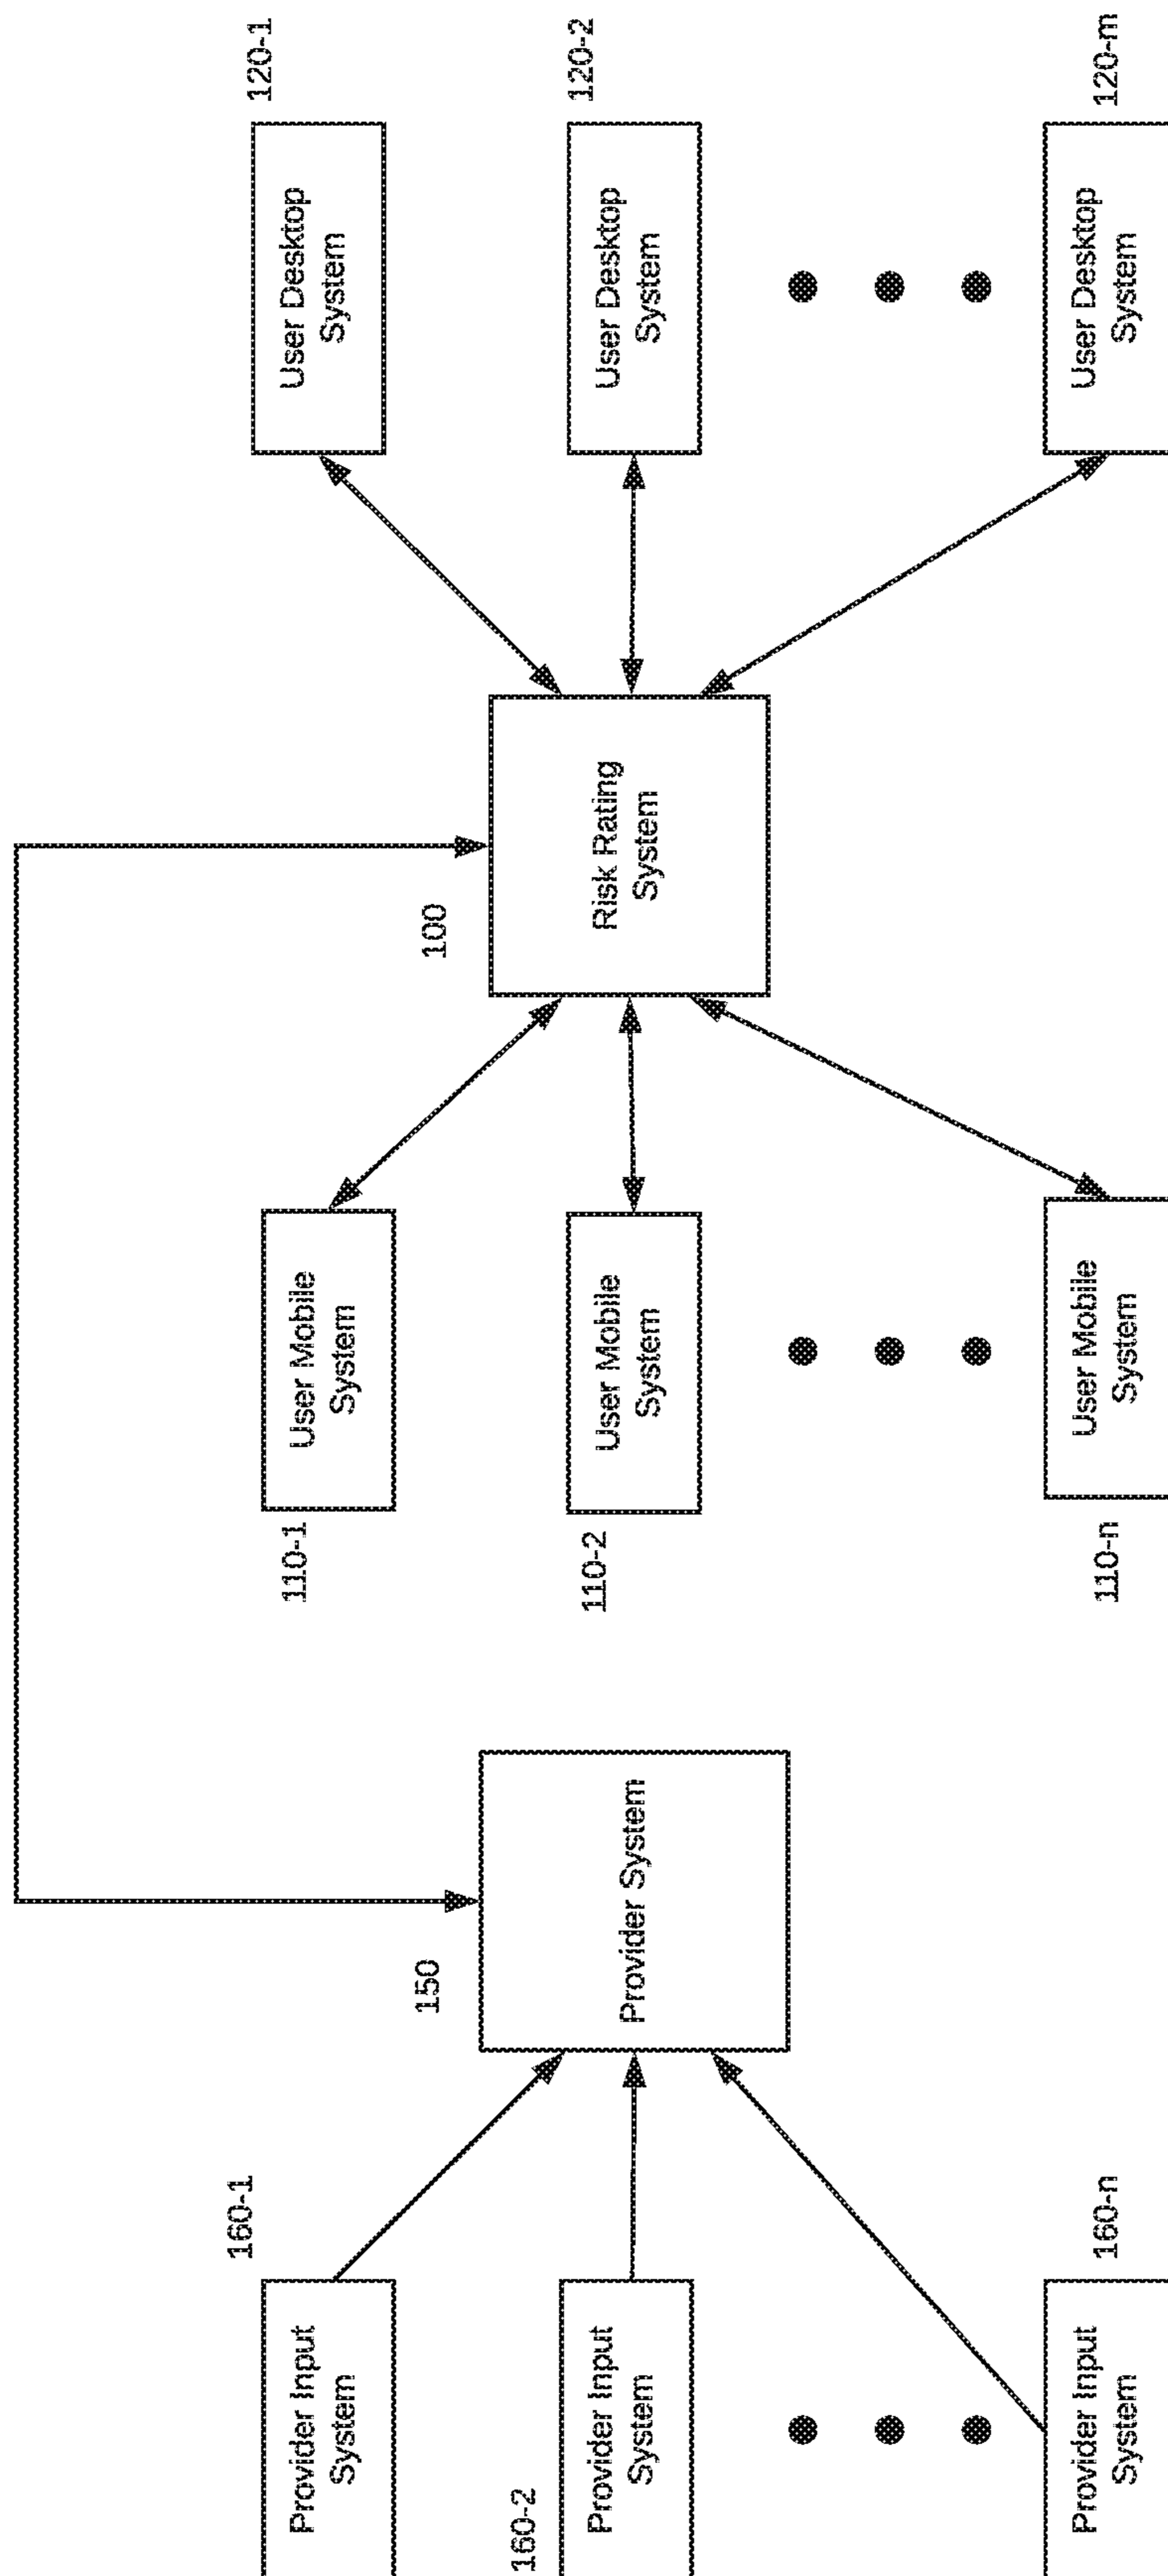 160-1
Provider Input
System
160-2
Provider Input
System
160-n
Provider Input
System
150
Provider System
110-1
User Mobile
System
110-2
User Mobile
System
110-n
User Mobile
System
100
Risk Rating
System
120-1
User Desktop
System
120-2
User Desktop
System
120-m
User Desktop
System